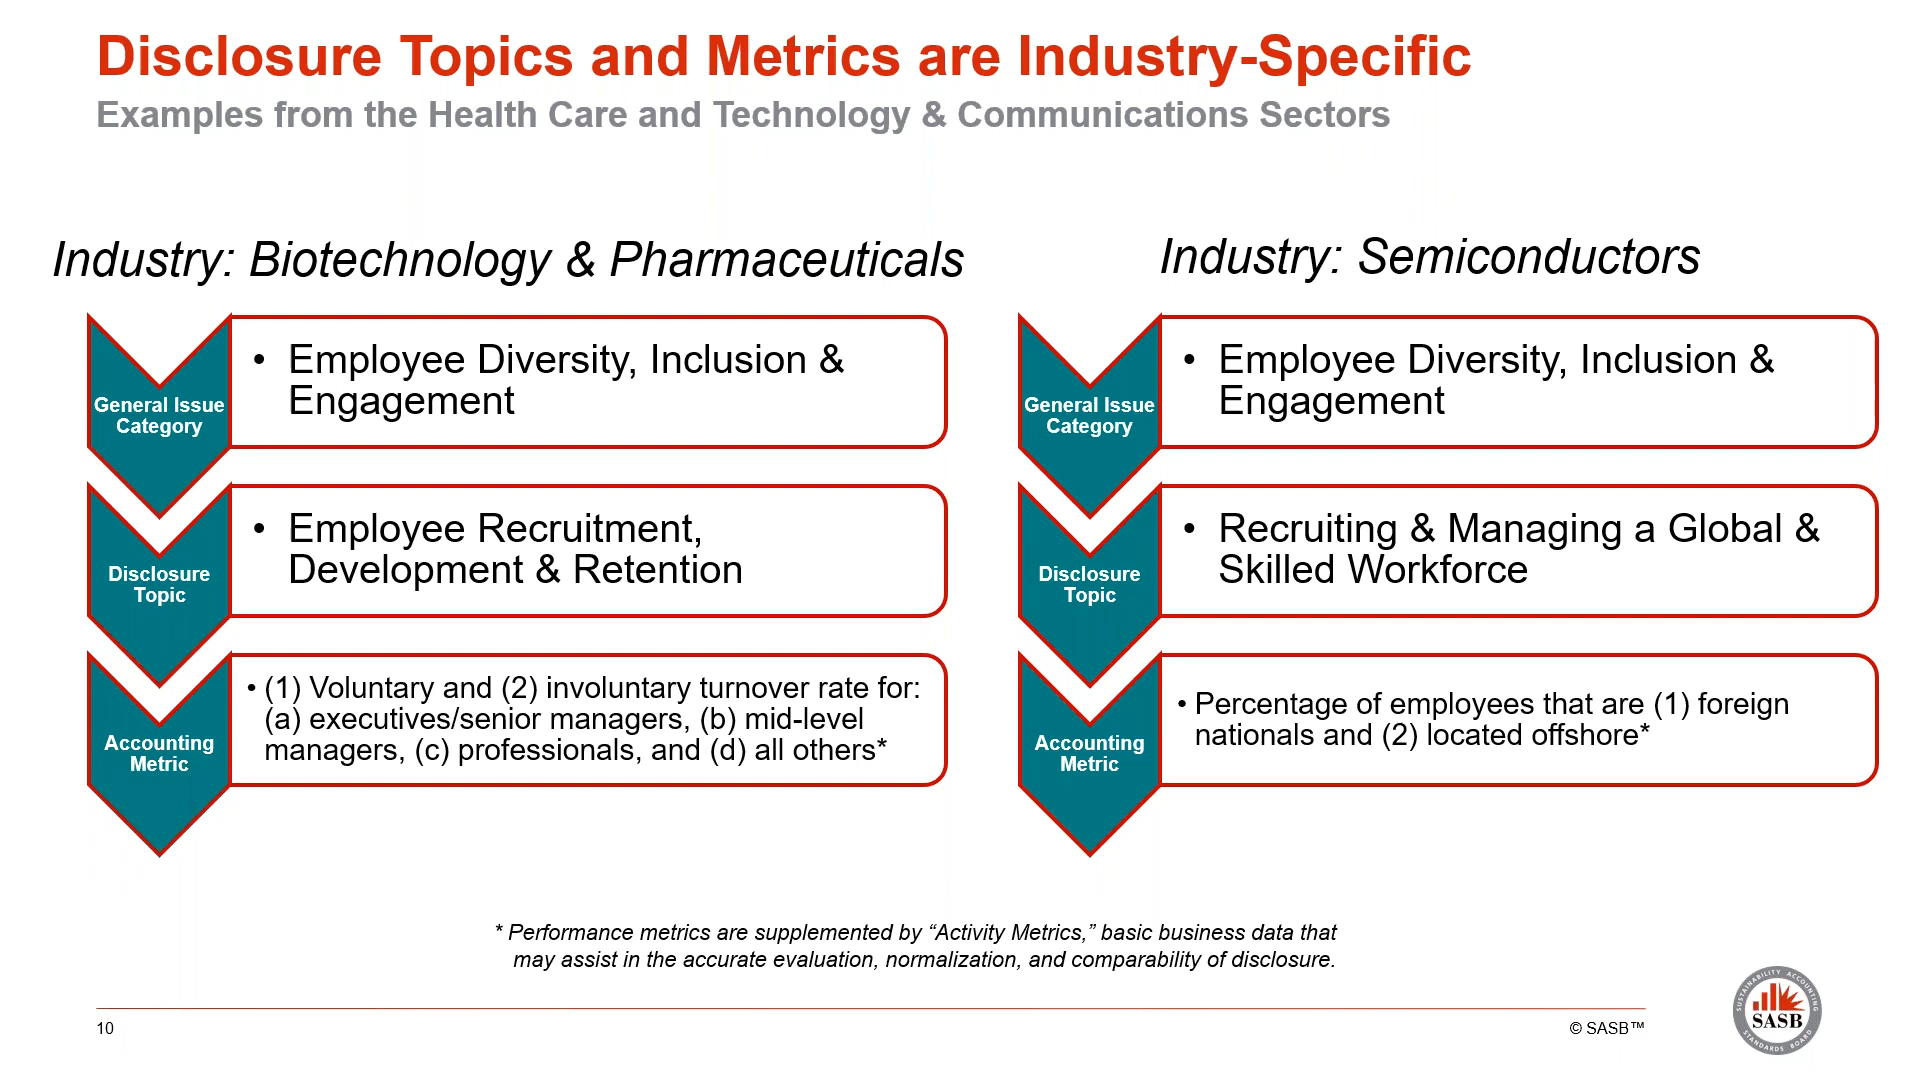 Disclosure Topics and Metrics are Industry-Specific
Examples from the Health Care and Technology & Communications Sectors
Industry: Biotechnology & Pharmaceuticals
General Issue
Category
• Employee Diversity, Inclusion &
Engagement
Disclosure
Topic
• Employee Recruitment,
Development & Retention
Accounting
Metric
• (1) Voluntary and (2) involuntary turnover rate for:
(a) executives/senior managers, (b) mid-level
managers, (c) professionals, and (d) all others*
Industry: Semiconductors
General Issue
Category
• Employee Diversity, Inclusion &
Engagement
Disclosure
Topic
• Recruiting & Managing a Global &
Skilled Workforce
Accounting
Metric
• Percentage of employees that are (1) foreign
nationals and (2) located offshore*
* Performance metrics are supplemented by “Activity Metrics,” basic business data that
may assist in the accurate evaluation, normalization, and comparability of disclosure.
10
© SASB™
SUSTAINABILITY ACCOUNTING
SASB
STANDARDS BOARD